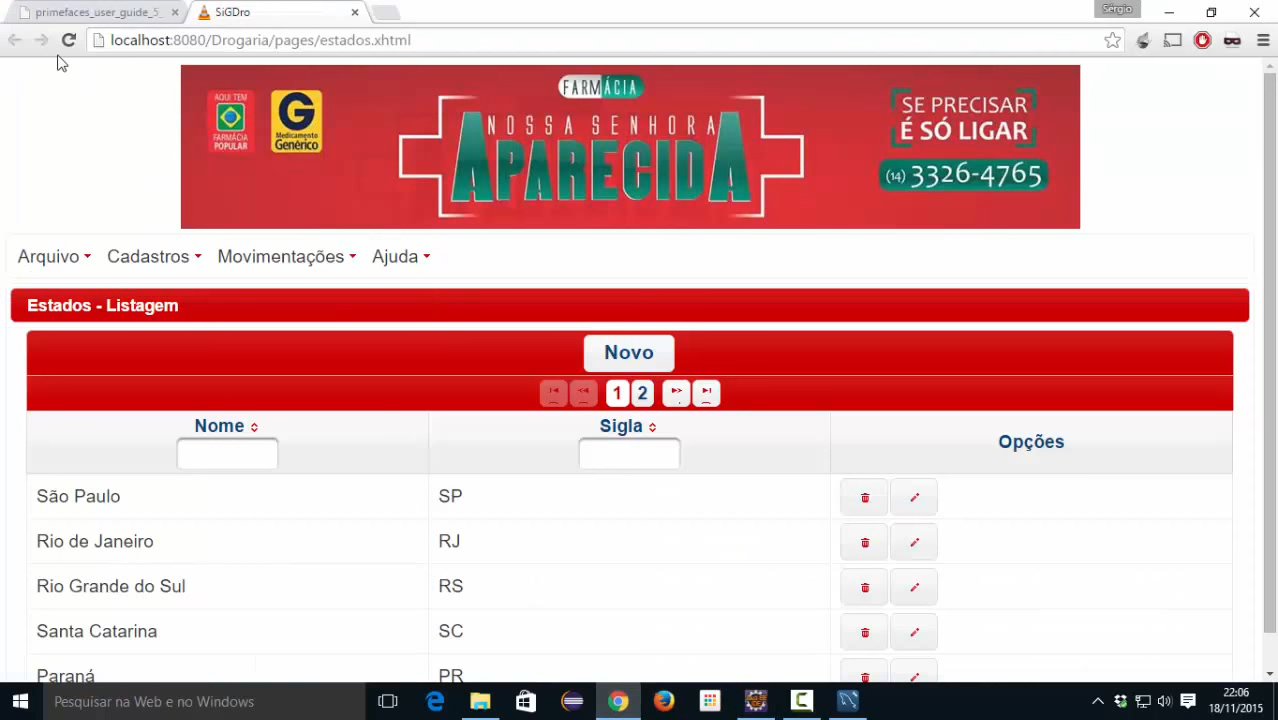 primefaces_user_guide_5_
SiGDro
Sérgio
localhost:8080/Drogaria/pages/estados.xhtml
AQUI TEM
FARMÁCIA
POPULAR
G
Medicamento
Genérico
FARMÁCIA
NOSSA SENHORA
APARECIDA
SE PRECISAR
É SÓ LIGAR
(14) 3326-4765
Arquivo Cadastros Movimentações Ajuda
Estados - Listagem
Novo
1 2
Nome Sigla Opções
São Paulo SP
Rio de Janeiro RJ
Rio Grande do Sul RS
Santa Catarina SC
Paraná PR
Pesquisar na Web e no Windows
22:06
18/11/2015